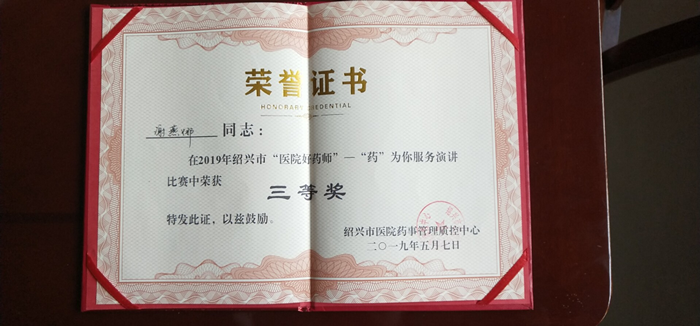 荣誉证书
HONORARY CREDENTIAL
谢燕娜 同志：
在2019年绍兴市“医院好药师”—“药”为你服务演讲
比赛中荣获
三等奖
特发此证，以兹鼓励。
绍兴市医院药事管理质控中心
二〇一九年五月七日